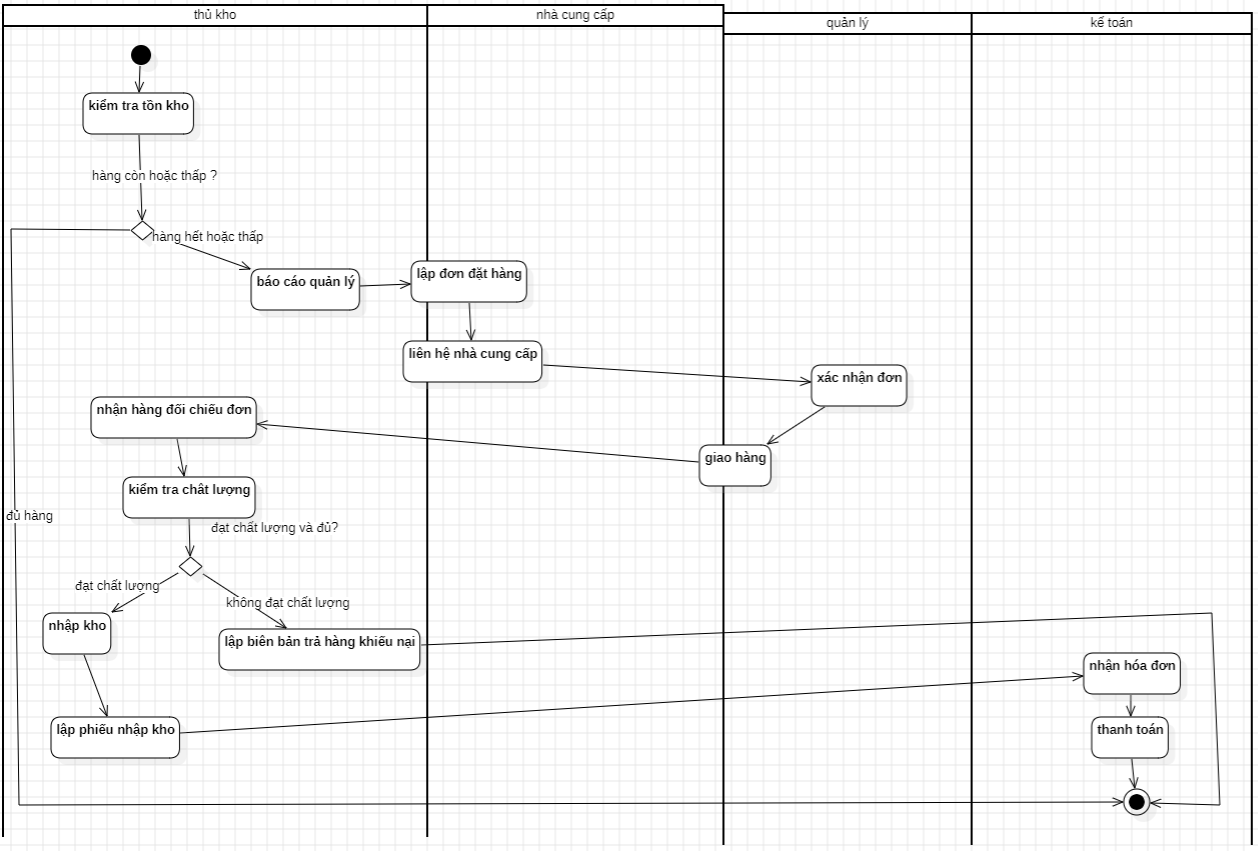 thủ kho
nhà cung cấp
quản lý
kế toán
kiểm tra tồn kho
hàng còn hoặc thấp ?
hàng hết hoặc thấp
báo cáo quản lý
lập đơn đặt hàng
liên hệ nhà cung cấp
xác nhận đơn
nhận hàng đối chiếu đơn
giao hàng
kiểm tra chât lượng
đủ hàng
đạt chất lượng và đủ?
đạt chất lượng
không đạt chất lượng
nhập kho
lập biên bản trả hàng khiếu nại
nhận hóa đơn
lập phiếu nhập kho
thanh toán